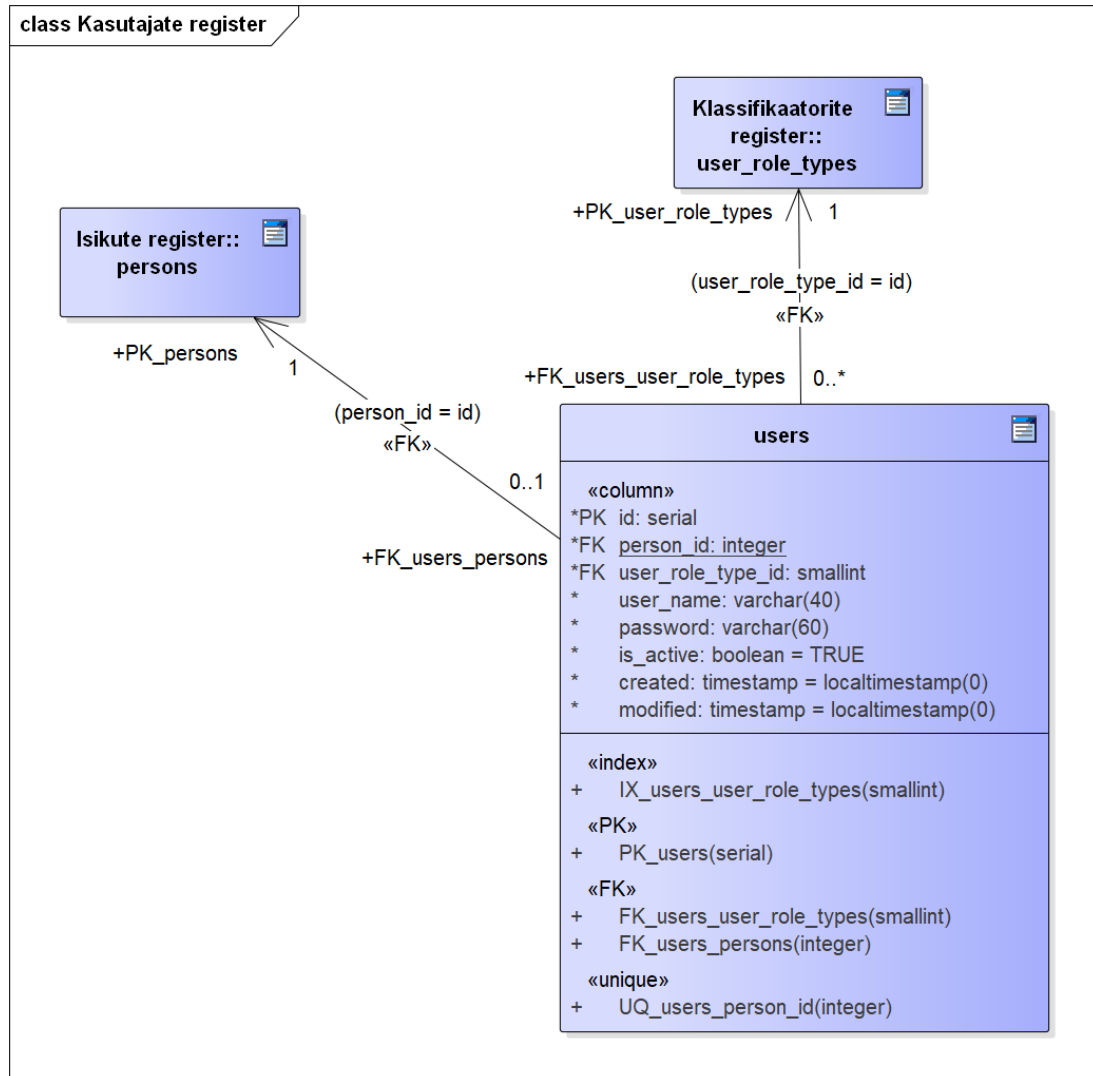 class Kasutajate register
Klassifikaatorite
register::
user_role_types
+PK_user_role_types
1
Isikute register::
persons
(user_role_type_id = id)
«FK»
+PK_persons
1
+FK_users_user_role_types
0..*
(person_id = id)
«FK»
0..1
+FK_users_persons
users
«column»
*PK id: serial
*FK person_id: integer
*FK user_role_type_id: smallint
* user_name: varchar(40)
* password: varchar(60)
* is_active: boolean = TRUE
* created: timestamp = localtimestamp(0)
* modified: timestamp = localtimestamp(0)
«index»
+ IX_users_user_role_types(smallint)
«PK»
+ PK_users(serial)
«FK»
+ FK_users_user_role_types(smallint)
+ FK_users_persons(integer)
«unique»
+ UQ_users_person_id(integer)